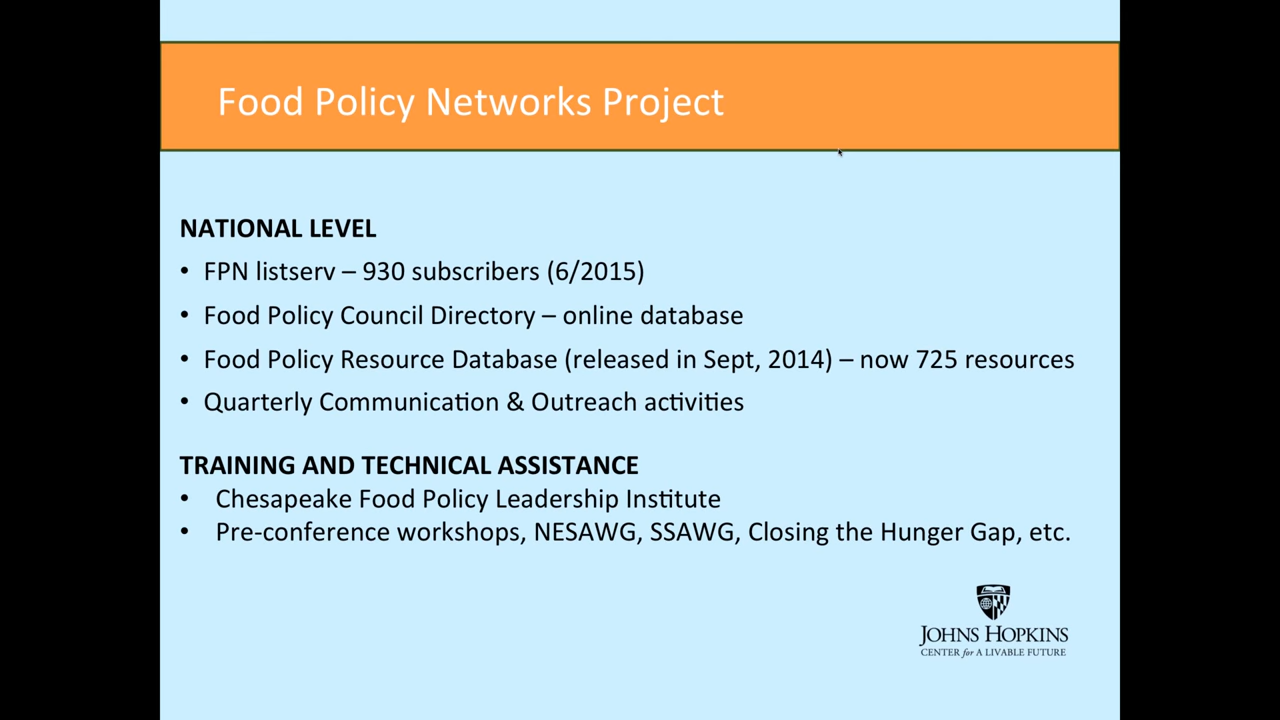 Food Policy Networks Project
NATIONAL LEVEL
• FPN listserv – 930 subscribers (6/2015)
• Food Policy Council Directory – online database
• Food Policy Resource Database (released in Sept, 2014) – now 725 resources
• Quarterly Communication & Outreach activities
TRAINING AND TECHNICAL ASSISTANCE
• Chesapeake Food Policy Leadership Institute
• Pre-conference workshops, NESAWG, SSAWG, Closing the Hunger Gap, etc.
JOHNS HOPKINS
CENTER for A LIVABLE FUTURE